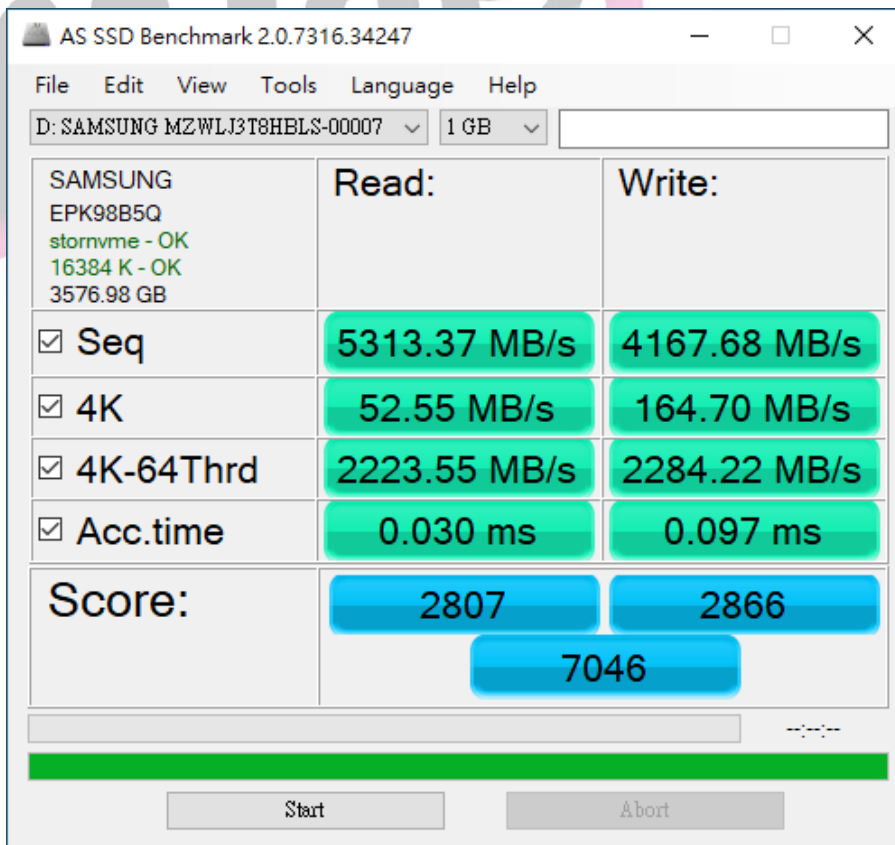 AS SSD Benchmark 2.0.7316.34247
File Edit View Tools Language Help
D: SAMSUNG MZWLJ3T8HBLS-00007 1 GB
SAMSUNG
EPK98B5Q
stornvme - OK
16384 K - OK
3576.98 GB
Read: Write:
Seq 5313.37 MB/s 4167.68 MB/s
4K 52.55 MB/s 164.70 MB/s
4K-64Thrd 2223.55 MB/s 2284.22 MB/s
Acc.time 0.030 ms 0.097 ms
Score: 2807 2866
7046
--:--:--
Start Abort